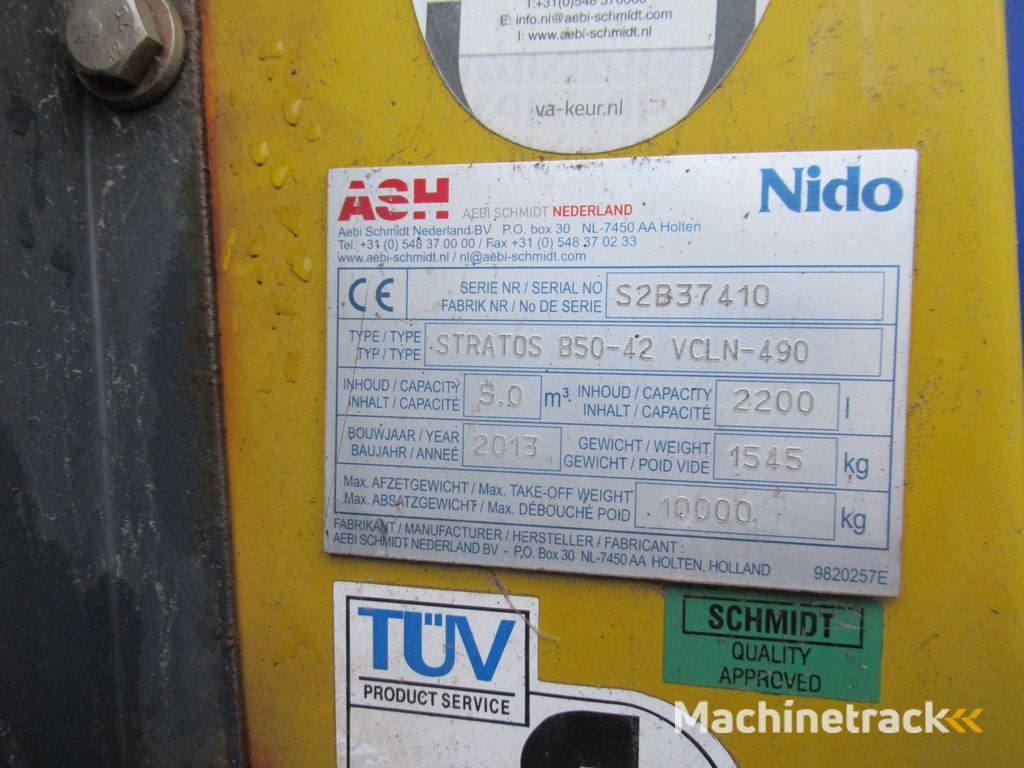 T:+31(0)548 370000
E: info.nl@aebi-schmidt.com
I: www.aebi-schmidt.nl
va-keur.nl
ASH AEBI SCHMIDT NEDERLAND Nido
Aebi Schmidt Nederland BV P.O. box 30 NL-7450 AA Holten
Tel. +31 (0) 548 37 00 00 / Fax +31 (0) 548 37 02 33
www.aebi-schmidt.nl / nl@aebi-schmidt.com
CE
SERIE NR / SERIAL NO
FABRIK NR / No DE SERIE
S2B37410
TYPE / TYPE
TYP / TYPE
STRATOS B50-42 VCLN-490
INHOUD / CAPACITY
INHALT / CAPACITÉ
m³
INHOUD / CAPACITY
INHALT / CAPACITÉ
2200 l
BOUWJAAR / YEAR
BAUJAHR / ANNEÉ
2013
GEWICHT / WEIGHT
GEWICHT / POID VIDE
1545 kg
Max. AFZETGEWICHT / Max. TAKE-OFF WEIGHT
Max. ABSATZGEWICHT / Max. DÉBOUCHÉ POID
10000 kg
FABRIKANT / MANUFACTURER / HERSTELLER / FABRICANT :
AEBI SCHMIDT NEDERLAND BV - P.O. Box 30 NL-7450 AA HOLTEN, HOLLAND
9820257E
TÜV
PRODUCT SERVICE
SCHMIDT
QUALITY
APPROVED
Machinetrack